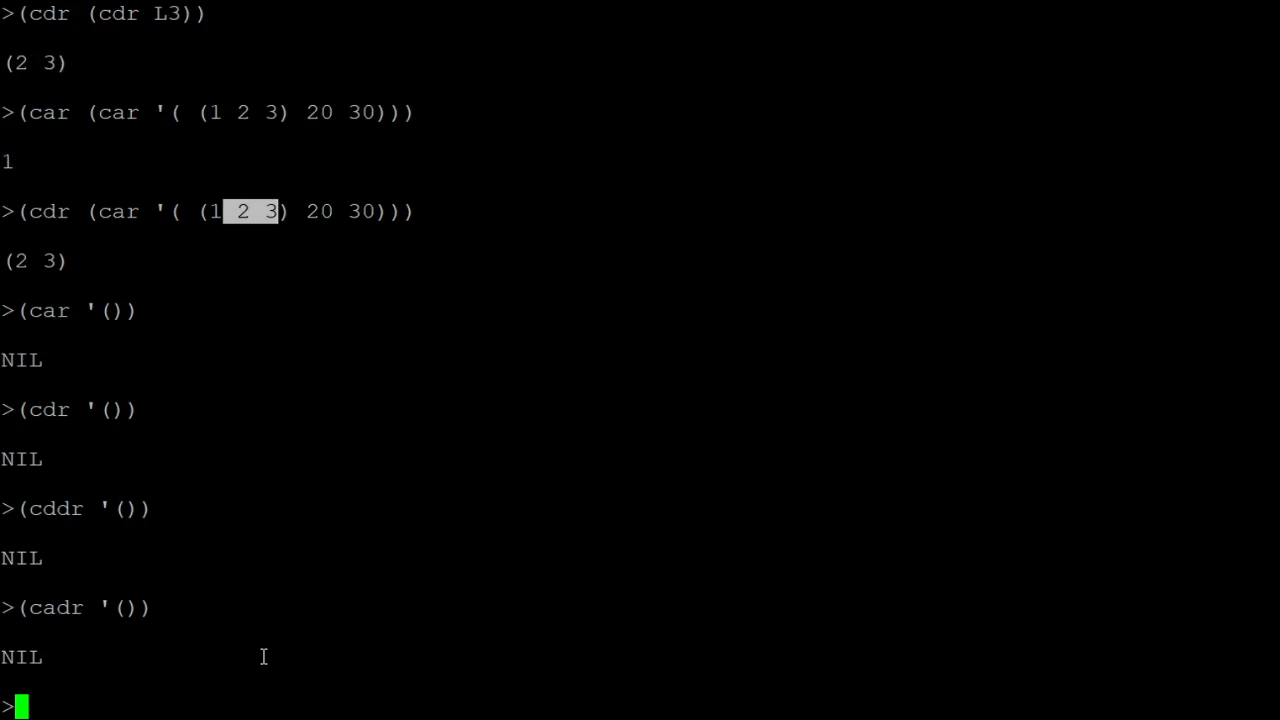 >(cdr (cdr L3))
(2 3)
>(car (car '( (1 2 3) 20 30)))
1
>(cdr (car '( (1 2 3) 20 30)))
(2 3)
>(car '())
NIL
>(cdr '())
NIL
>(cddr '())
NIL
>(cadr '())
NIL
>